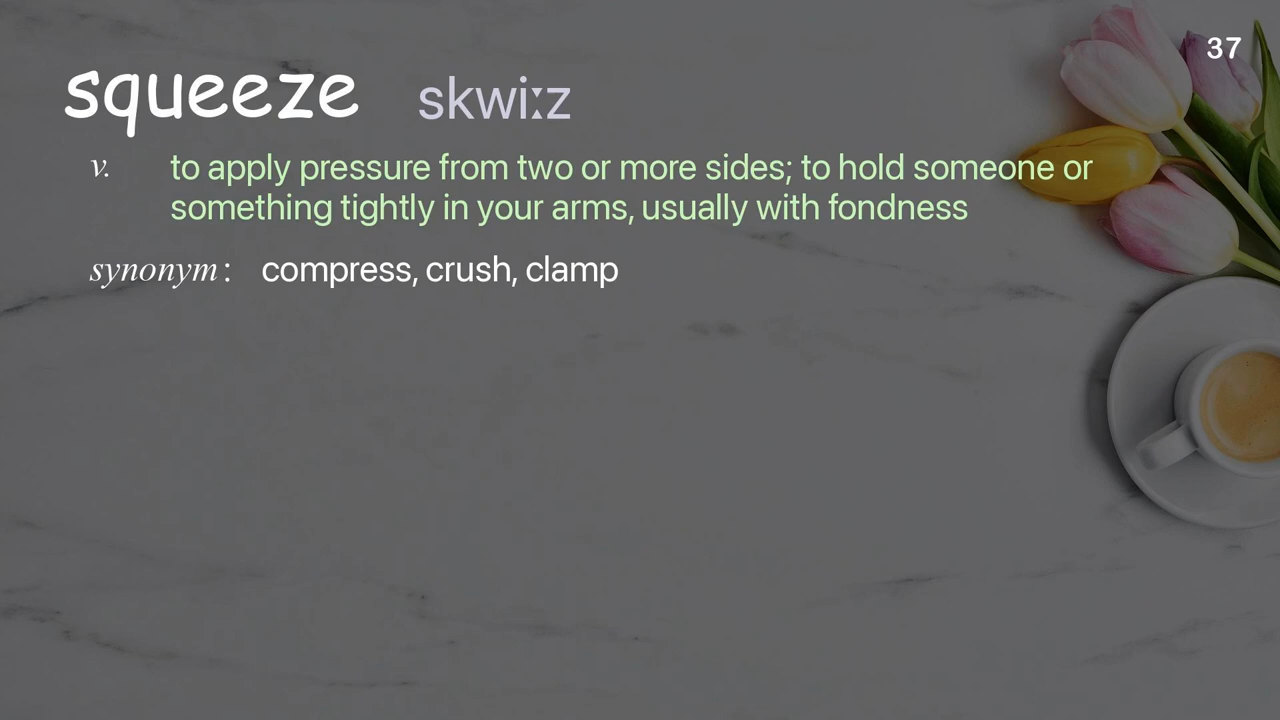 37
squeeze skwiːz
v. to apply pressure from two or more sides; to hold someone or
something tightly in your arms, usually with fondness
synonym: compress, crush, clamp